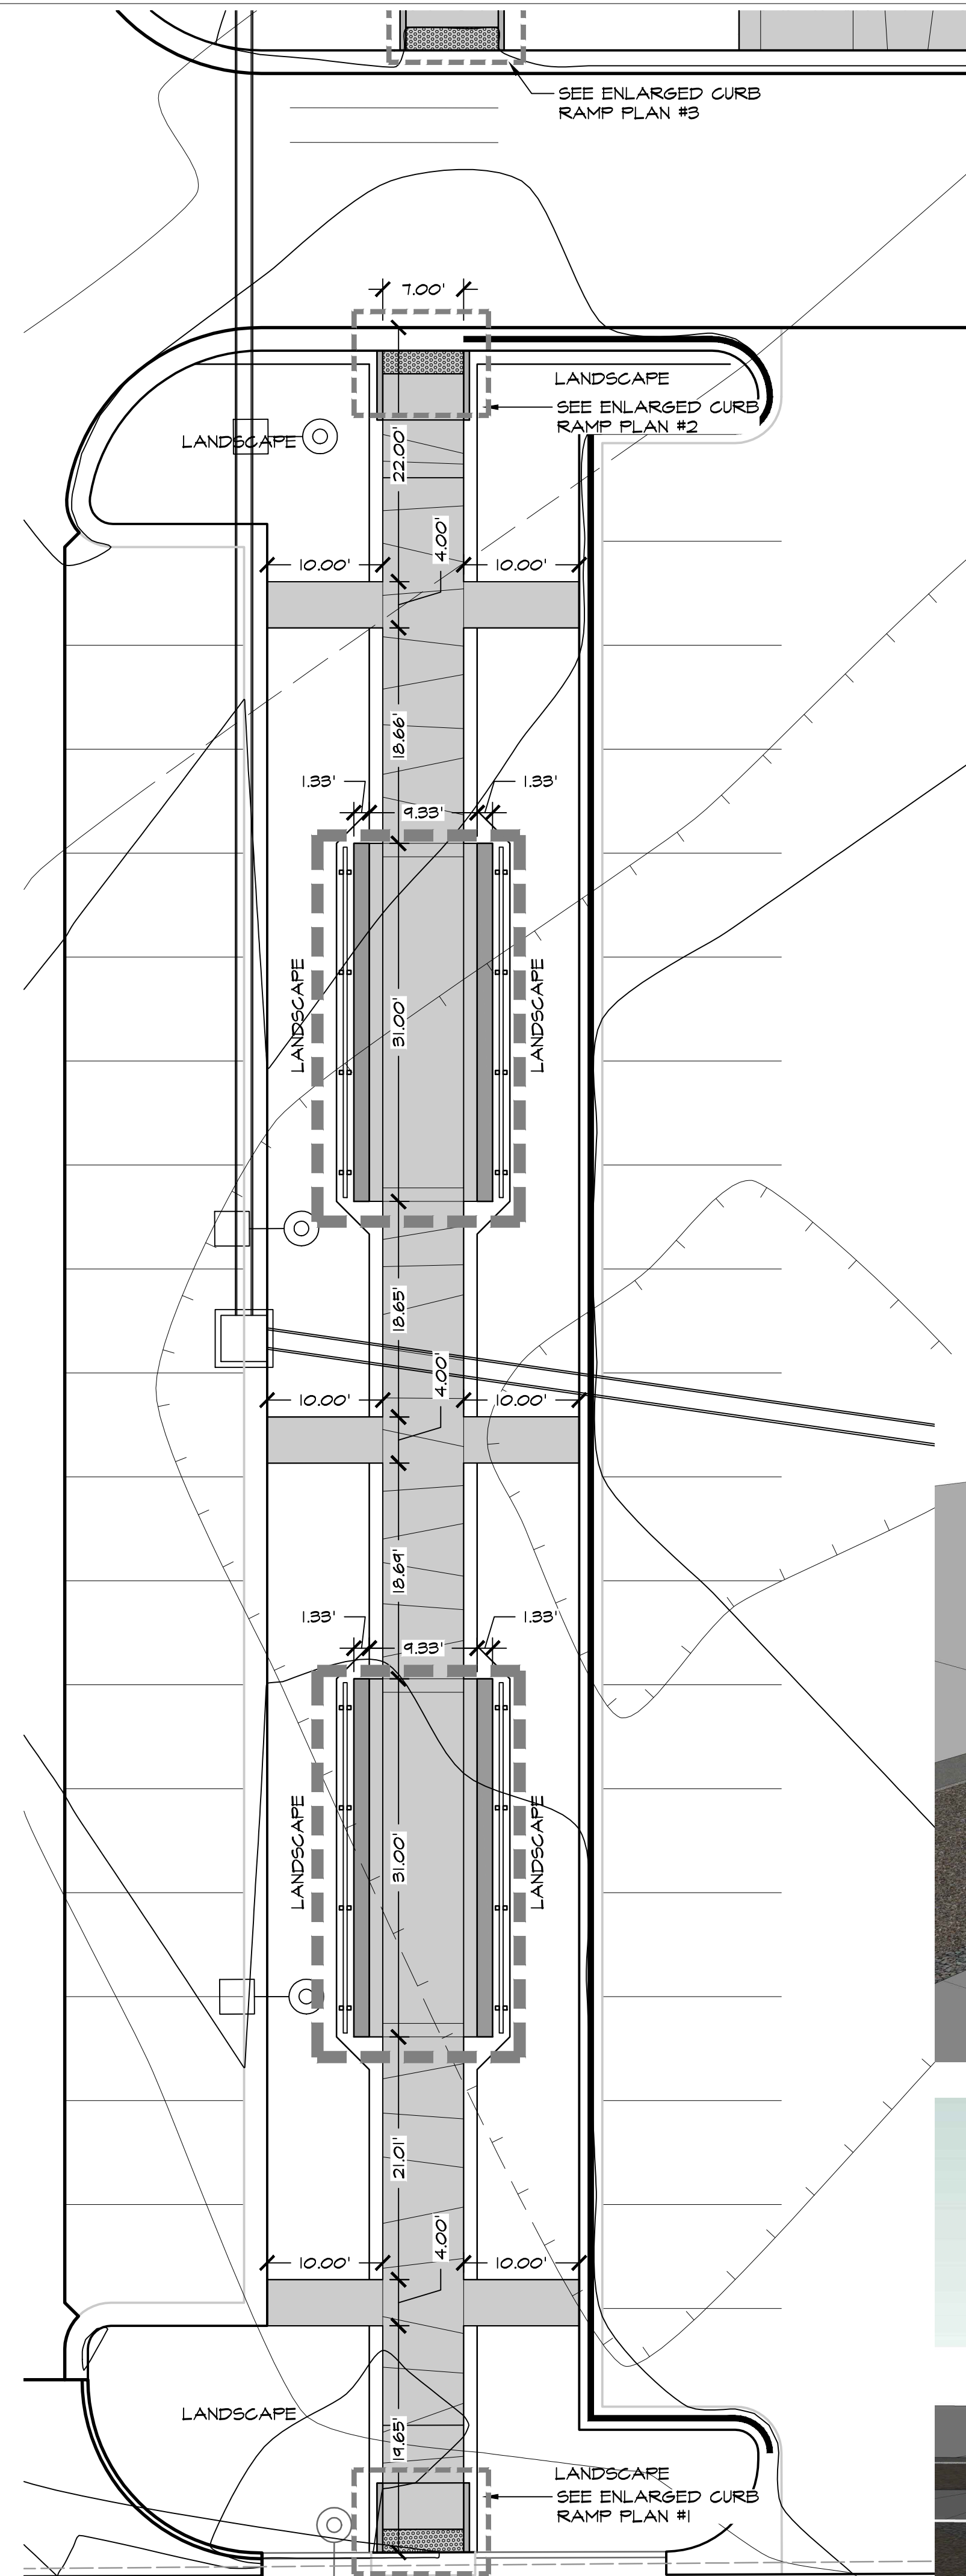 SEE ENLARGED CURB
RAMP PLAN #3
7.00'
LANDSCAPE
SEE ENLARGED CURB
RAMP PLAN #2
LANDSCAPE
22.00'
4.00'
10.00'
10.00'
18.66'
1.33'
9.33'
1.33'
LANDSCAPE
31.00'
LANDSCAPE
18.65'
4.00'
10.00'
10.00'
18.69'
1.33'
9.33'
1.33'
LANDSCAPE
31.00'
LANDSCAPE
21.01'
4.00'
10.00'
10.00'
LANDSCAPE
19.65'
LANDSCAPE
SEE ENLARGED CURB
RAMP PLAN #1